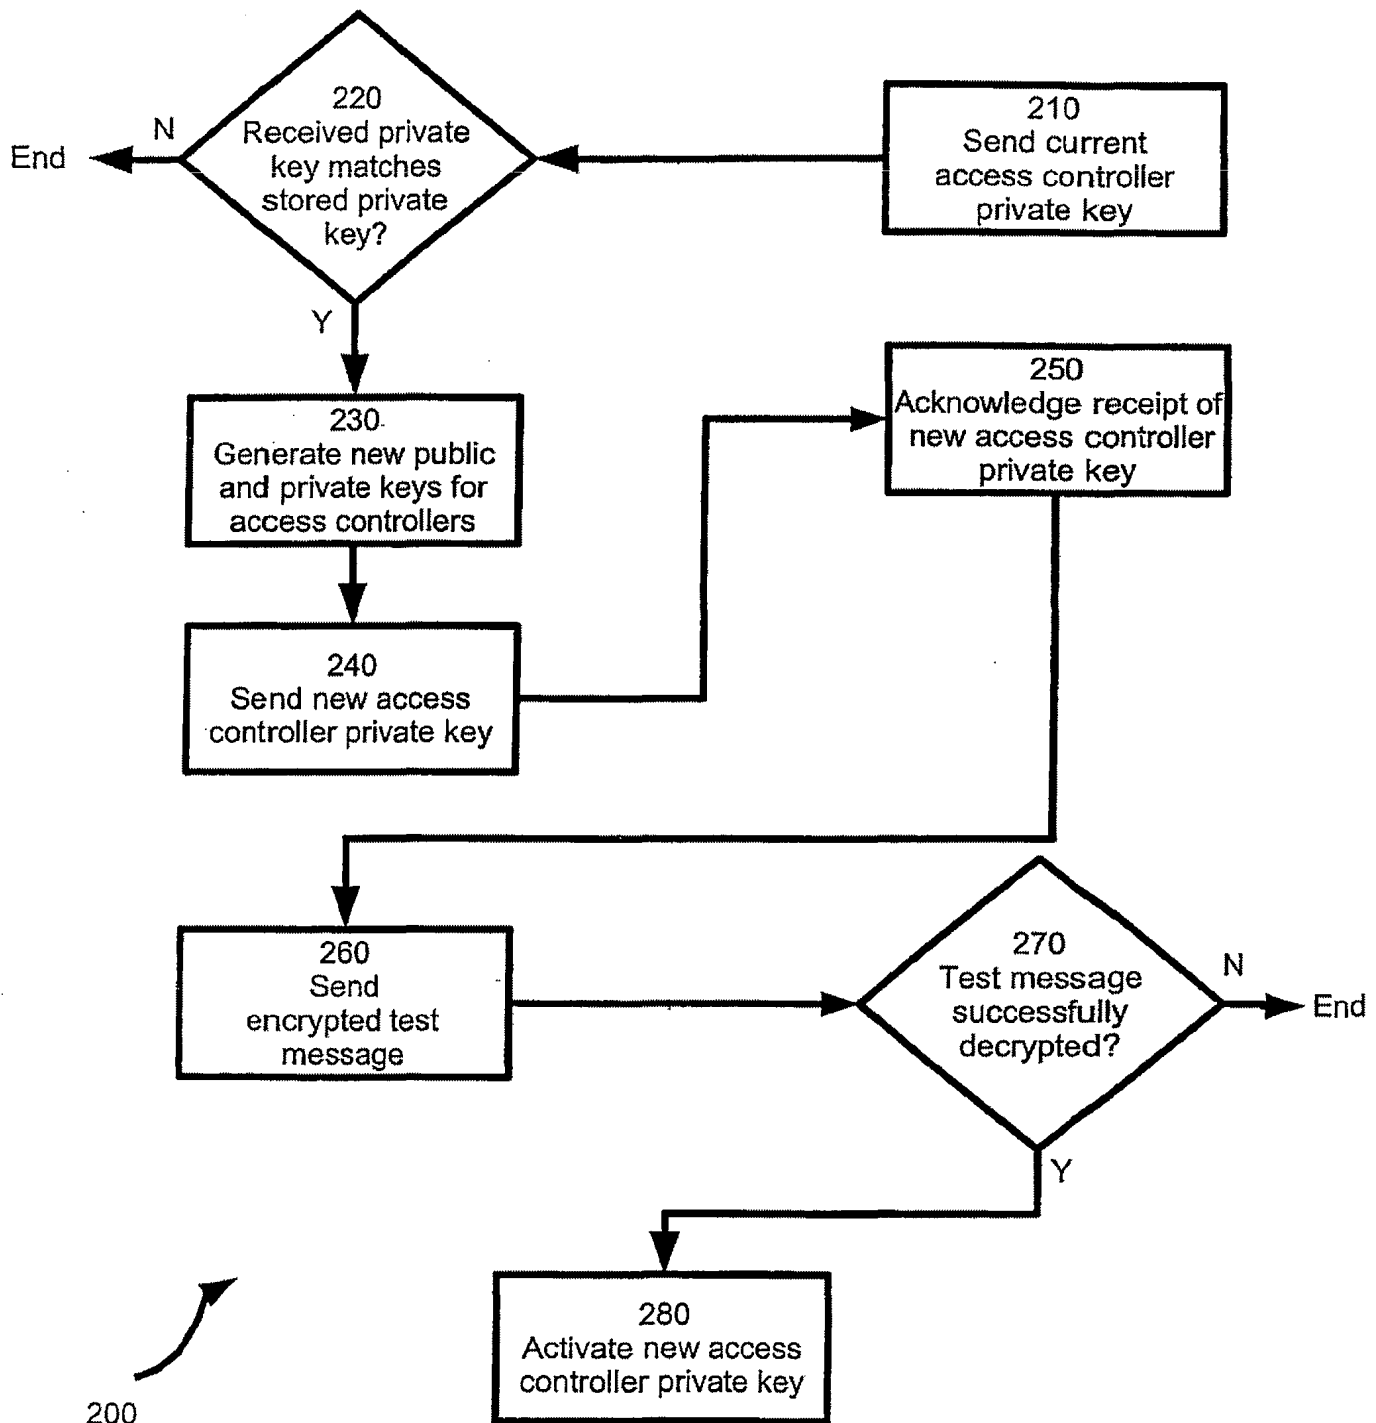 220
Received private
key matches
stored private
key?
N
End
Y
210
Send current
access controller
private key
230
Generate new public
and private keys for
access controllers
240
Send new access
controller private key
250
Acknowledge receipt of
new access controller
private key
260
Send
encrypted test
message
270
Test message
successfully
decrypted?
N
End
Y
280
Activate new access
controller private key
200